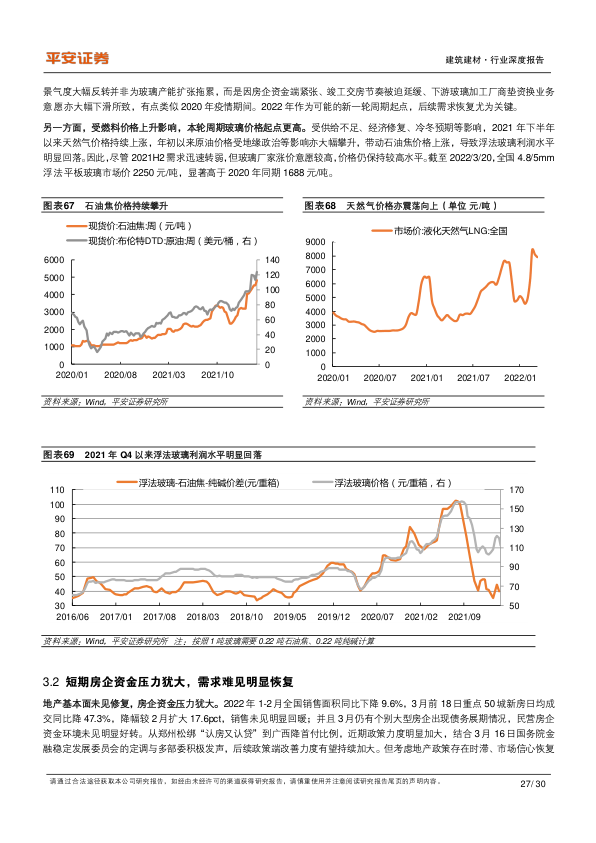 平安证券
建筑建材·行业深度报告
景气度大幅反转并非为玻璃产能扩张拖累，而是因房企资金端紧张、竣工交房节奏被迫延缓、下游玻璃加工厂商垫资换业务
意愿亦大幅下滑所致，有点类似 2020 年疫情期间。2022 年作为可能的新一轮周期起点，后续需求恢复尤为关键。
另一方面，受燃料价格上升影响，本轮周期玻璃价格起点更高。受供给不足、经济修复、冷冬预期等影响，2021 年下半年
以来天然气价格持续上涨，年初以来原油价格受地缘政治等影响亦大幅攀升，带动石油焦价格上涨，导致浮法玻璃利润水平
明显回落。因此，尽管 2021H2 需求迅速转弱，但玻璃厂家涨价意愿较高，价格仍保持较高水平。截至 2022/3/20，全国 4.8/5mm
浮法平板玻璃市场价 2250 元/吨，显著高于 2020 年同期 1688 元/吨。
图表67 石油焦价格持续攀升
现货价:石油焦:周（元/吨）
现货价:布伦特DTD:原油:周（美元/桶，右）
6000
5000
4000
3000
2000
1000
0
140
120
100
80
60
40
20
0
2020/01 2020/08 2021/03 2021/10
资料来源：Wind，平安证券研究所
图表68 天然气价格亦震荡向上（单位 元/吨）
市场价:液化天然气LNG:全国
9000
8000
7000
6000
5000
4000
3000
2000
1000
0
2020/01 2020/07 2021/01 2021/07 2022/01
资料来源：Wind，平安证券研究所
图表69 2021 年 Q4 以来浮法玻璃利润水平明显回落
浮法玻璃-石油焦-纯碱价差(元/重箱)
浮法玻璃价格（元/重箱，右）
110
100
90
80
70
60
50
40
30
170
150
130
110
90
70
50
2016/06 2017/01 2017/08 2018/03 2018/10 2019/05 2019/12 2020/07 2021/02 2021/09
资料来源：Wind，平安证券研究所 注：按照 1 吨玻璃需要 0.22 吨石油焦、0.22 吨纯碱计算
3.2 短期房企资金压力犹大，需求难见明显恢复
地产基本面未见修复，房企资金压力犹大。2022 年 1-2 月全国销售面积同比下降 9.6%，3 月前 18 日重点 50 城新房日均成
交同比降 47.3%，降幅较 2 月扩大 17.6pct，销售未见明显回暖；并且 3 月仍有个别大型房企出现债务展期情况，民营房企
资金环境未见明显好转。从郑州松绑“认房又认贷”到广西降首付比例，近期政策力度明显加大，结合 3 月 16 日国务院金
融稳定发展委员会的定调与多部委积极发声，后续政策端改善力度有望持续加大。但考虑地产政策存在时滞、市场信心恢复
请通过合法途径获取本公司研究报告，如经由未经许可的渠道获得研究报告，请慎重使用并注意阅读研究报告尾页的声明内容。
27/ 30